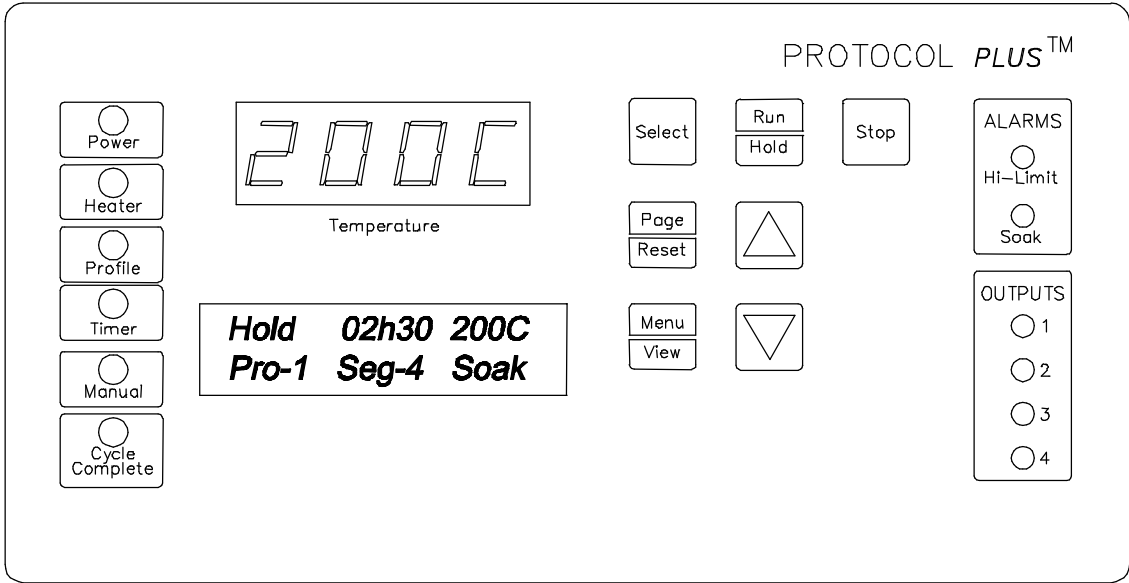 PROTOCOL PLUS™
Power
Heater
Profile
Timer
Manual
Cycle
Complete
200C
Temperature
Hold 02h30 200C
Pro-1 Seg-4 Soak
Select
Run
Hold
Stop
Page
Reset
Menu
View
ALARMS
Hi-Limit
Soak
OUTPUTS
1
2
3
4